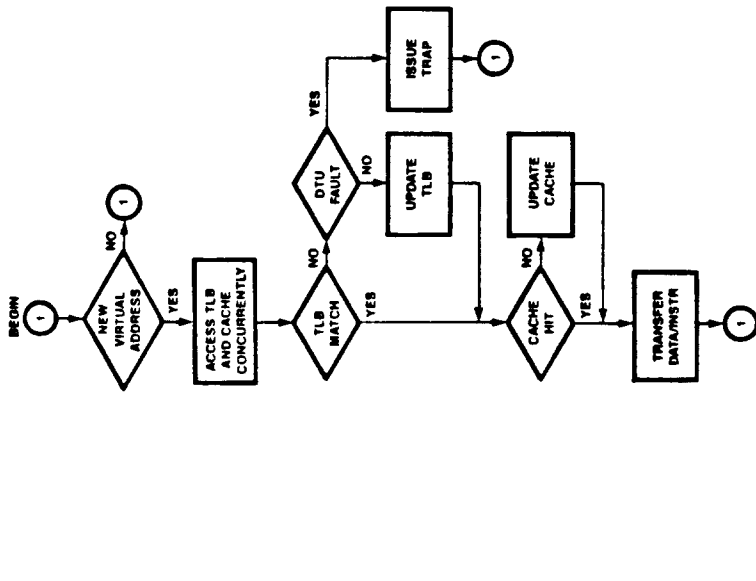 BEGIN
1
NEW
VIRTUAL
ADDRESS
NO
1
YES
ACCESS TLB
AND CACHE
CONCURRENTLY
TLB
MATCH
NO
DTU
FAULT
YES
ISSUE
TRAP
1
NO
UPDATE
TLB
YES
CACHE
HIT
NO
UPDATE
CACHE
YES
TRANSFER
DATA/INSTR
1